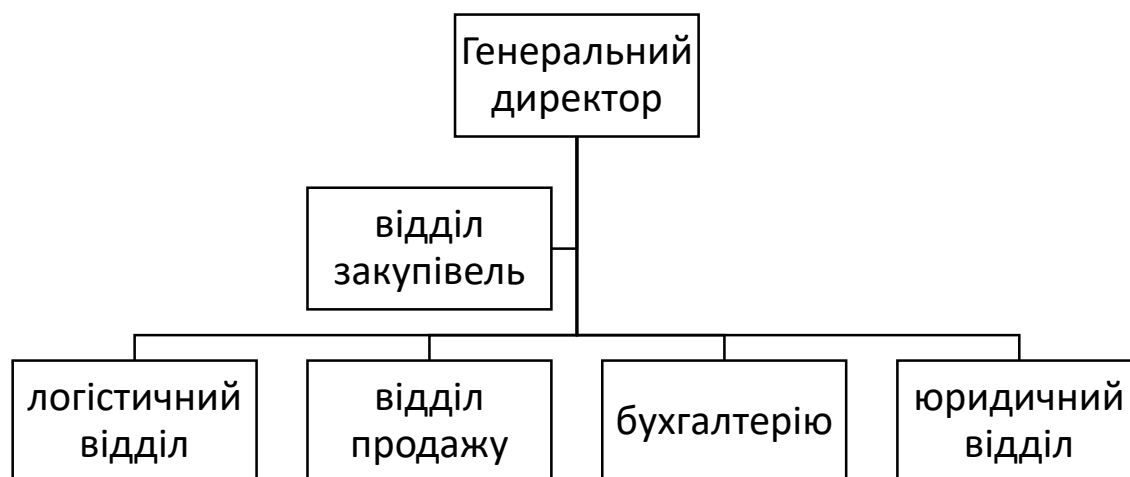 Генеральний
директор
відділ
закупівель
логістичний
відділ
відділ
продажу
бухгалтерію
юридичний
відділ